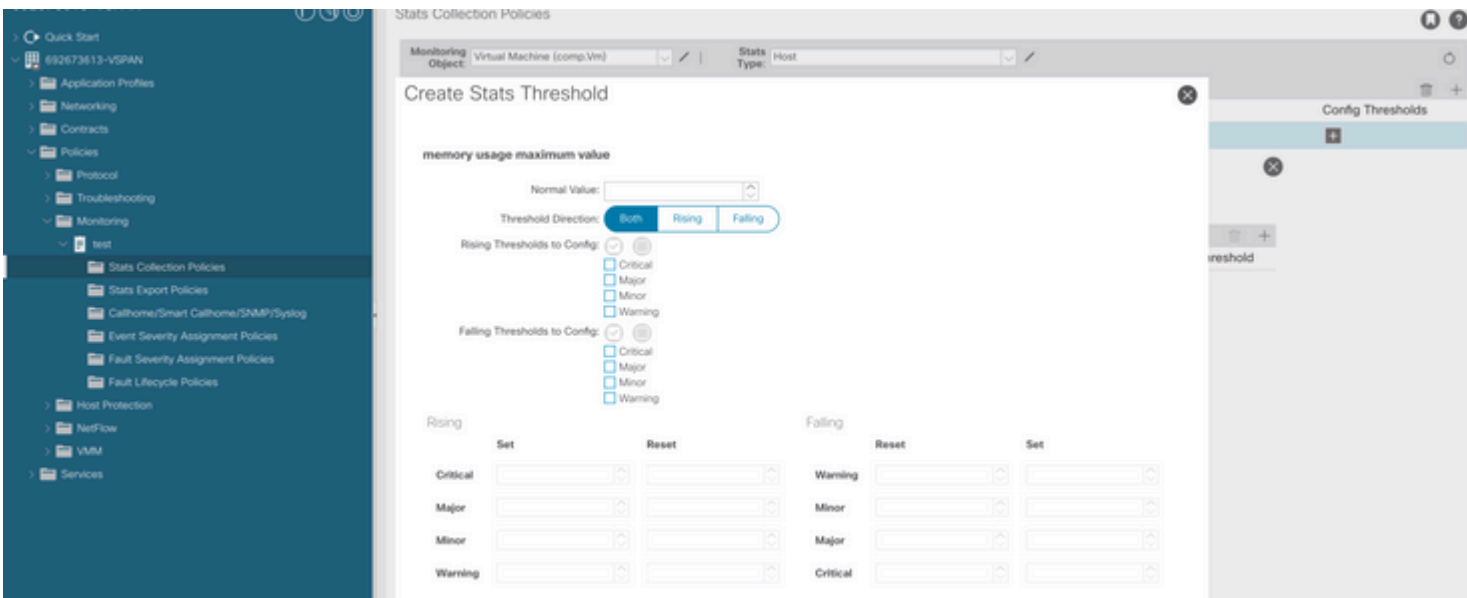 Stats Collection Policies
Quick Start
692673613-VSPAN
Application Profiles
Networking
Contracts
Policies
Protocol
Troubleshooting
Monitoring
test
Stats Collection Policies
Stats Export Policies
Callhome/Smart Callhome/SNMP/Syslog
Event Severity Assignment Policies
Fault Severity Assignment Policies
Fault Lifecycle Policies
Host Protection
NetFlow
VMM
Services
Monitoring Object: Virtual Machine (comp.Vm) Stats Type: Host
Config Thresholds
Create Stats Threshold
memory usage maximum value
Normal Value:
Threshold Direction: Both Rising Falling
Rising Thresholds to Config:
Critical
Major
Minor
Warning
Falling Thresholds to Config:
Critical
Major
Minor
Warning
reshold
Rising Falling
Set Reset Reset Set
Critical Warning
Major Minor
Minor Major
Warning Critical